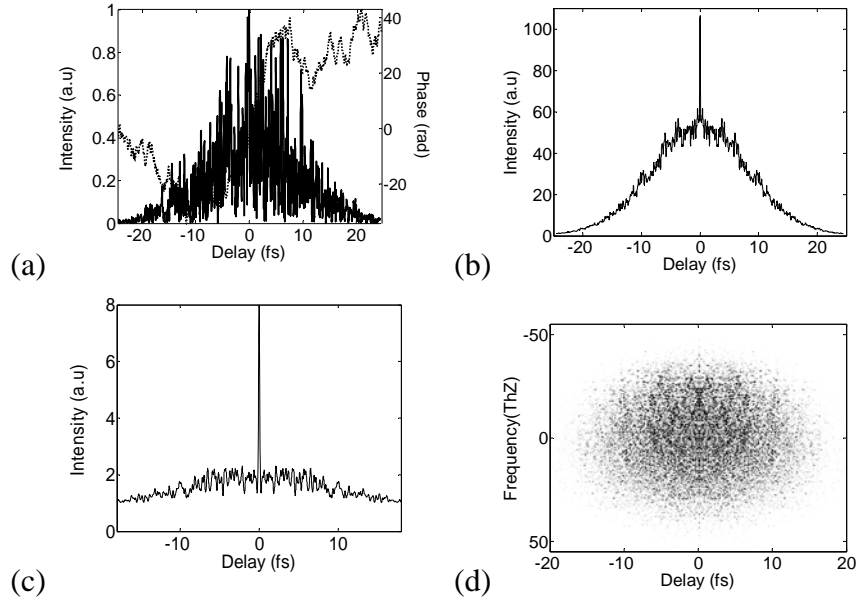 1
0.8
0.6
0.4
0.2
0
Intensity (a.u)
-20 -10 0 10 20
Delay (fs)
40
20
0
-20
Phase (rad)
(a)
100
80
60
40
20
0
Intensity (a.u)
-20 -10 0 10 20
Delay (fs)
(b)
8
6
4
2
0
Intensity (a.u)
-10 0 10
Delay (fs)
(c)
-50
0
50
Frequency(ThZ)
-20 -10 0 10 20
Delay (fs)
(d)